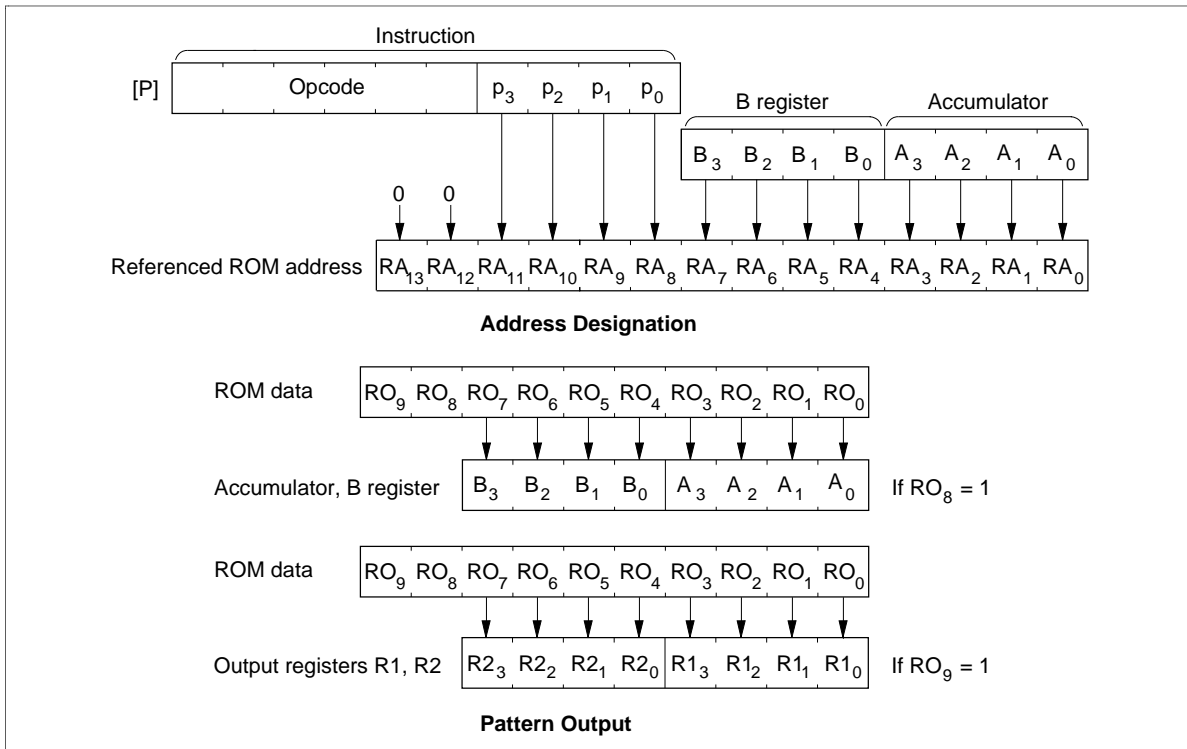 Instruction
[P] Opcode p3 p2 p1 p0
B register Accumulator
B3 B2 B1 B0 A3 A2 A1 A0
0 0
Referenced ROM address RA13 RA12 RA11 RA10 RA9 RA8 RA7 RA6 RA5 RA4 RA3 RA2 RA1 RA0
Address Designation
ROM data RO9 RO8 RO7 RO6 RO5 RO4 RO3 RO2 RO1 RO0
Accumulator, B register B3 B2 B1 B0 A3 A2 A1 A0 If RO8 = 1
ROM data RO9 RO8 RO7 RO6 RO5 RO4 RO3 RO2 RO1 RO0
Output registers R1, R2 R23 R22 R21 R20 R13 R12 R11 R10 If RO9 = 1
Pattern Output